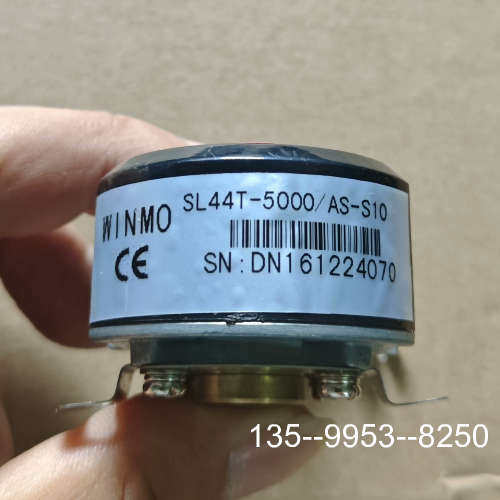 SL44T-5000/AS-S10
WINMO
CE
SN:DN161224070
135--9953--8250